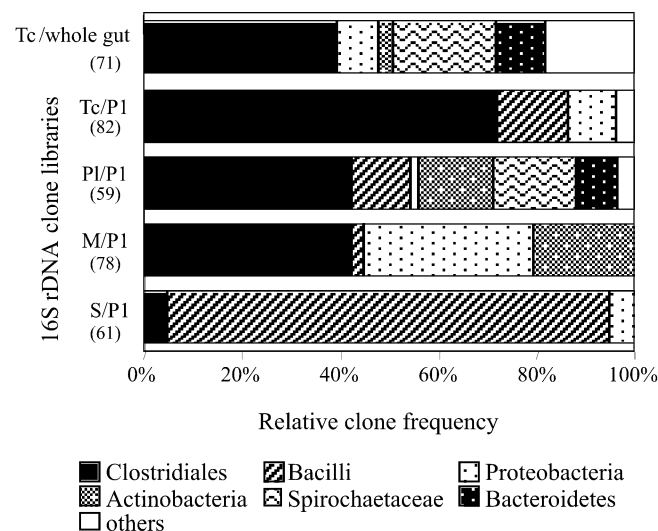 Tc/whole gut
(71)
Tc/P1
(82)
Pl/P1
(59)
M/P1
(78)
S/P1
(61)
16S rDNA clone libraries
0% 20% 40% 60% 80% 100%
Relative clone frequency
Clostridiales Bacilli Proteobacteria
Actinobacteria Spirochaetaceae Bacteroidetes
others